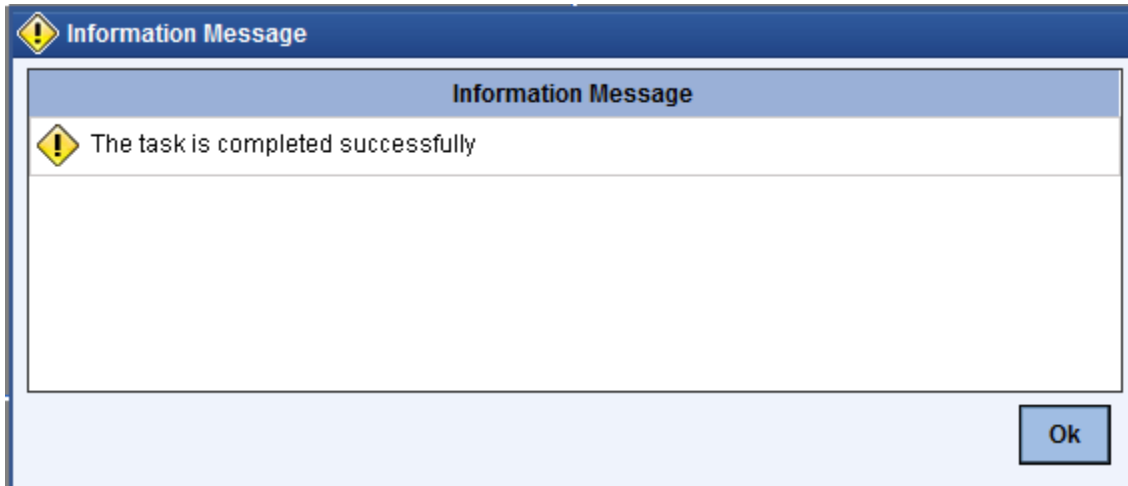 Information Message
Information Message
The task is completed successfully
Ok